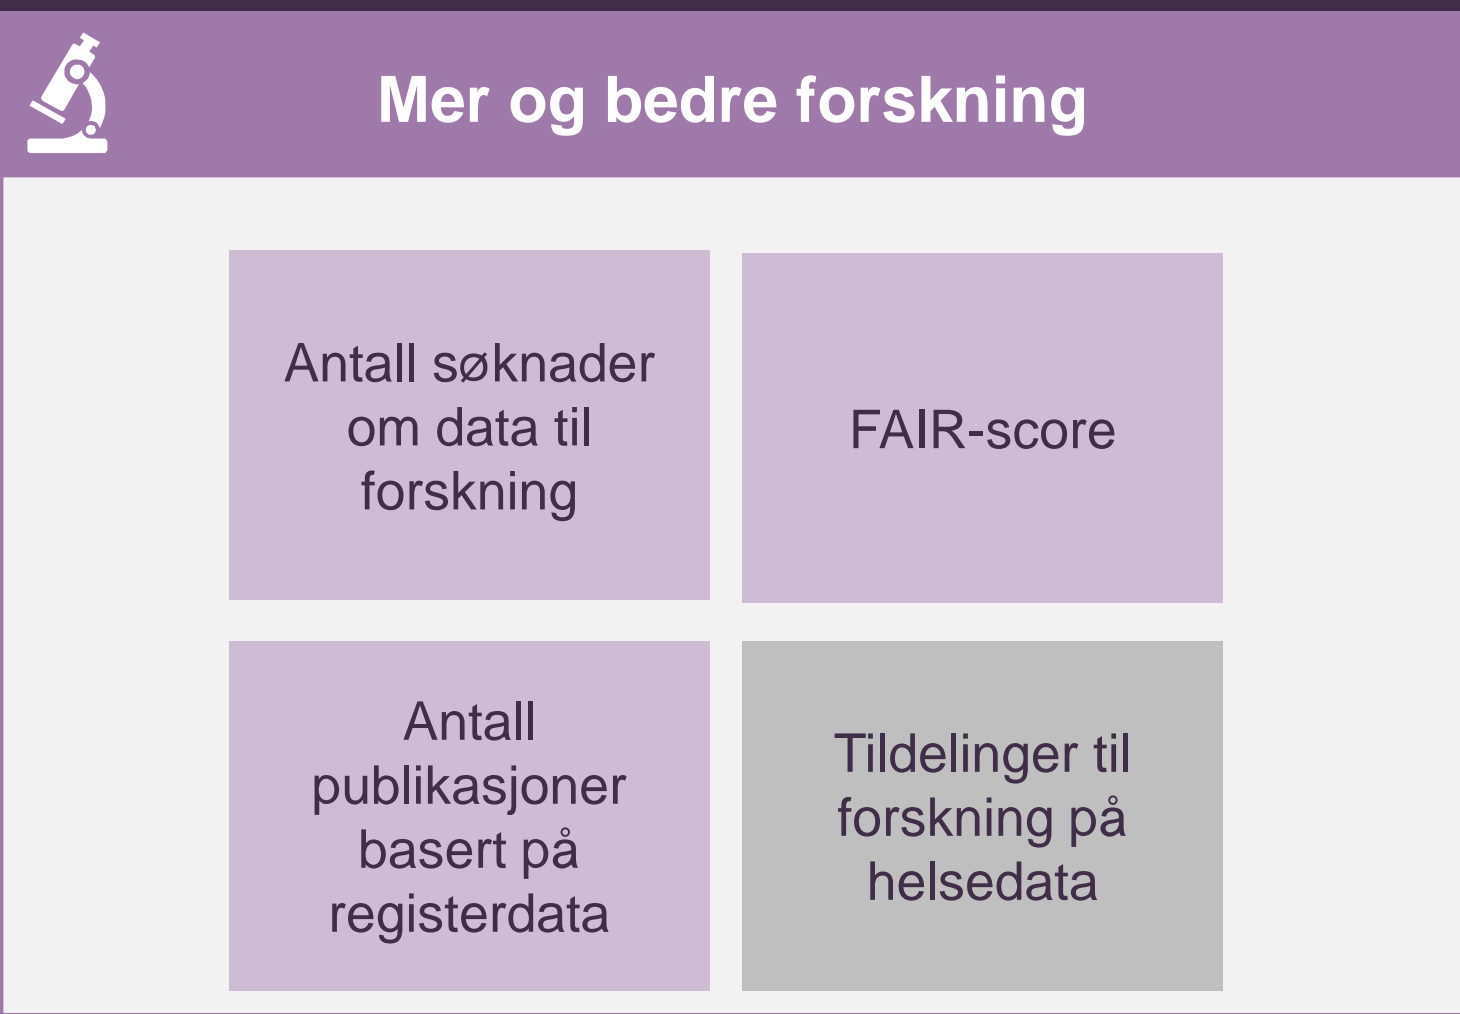 Mer og bedre forskning
Antall søknader
om data til
forskning
FAIR-score
Antall
publikasjoner
basert på
registerdata
Tildelinger til
forskning på
helsedata